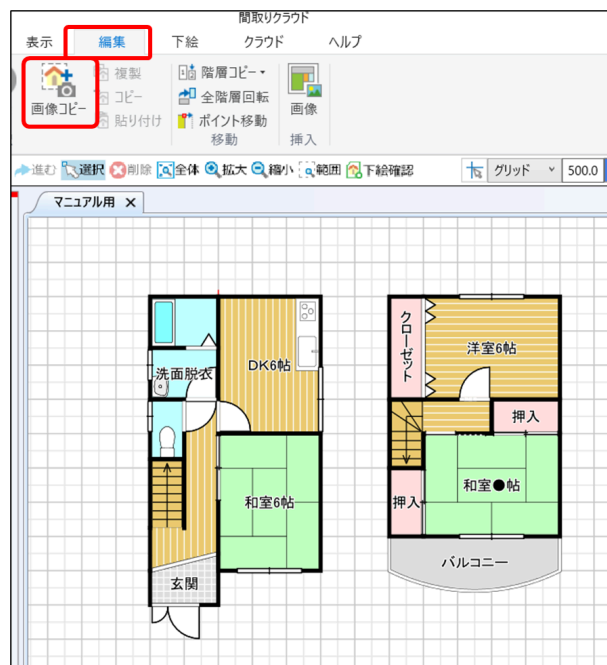 間取りクラウド
表示 編集 下絵 クラウド ヘルプ
画像コピー 複製 コピー 貼り付け
階層コピー 全階層回転 ポイント移動 移動
画像 挿入
進む 選択 削除 全体 拡大 縮小 範囲 下絵確認 グリッド 500.0
マニュアル用 X
洗面脱衣
DK6帖
和室6帖
玄関
クローゼット
洋室6帖
押入
和室●帖
押入
バルコニー